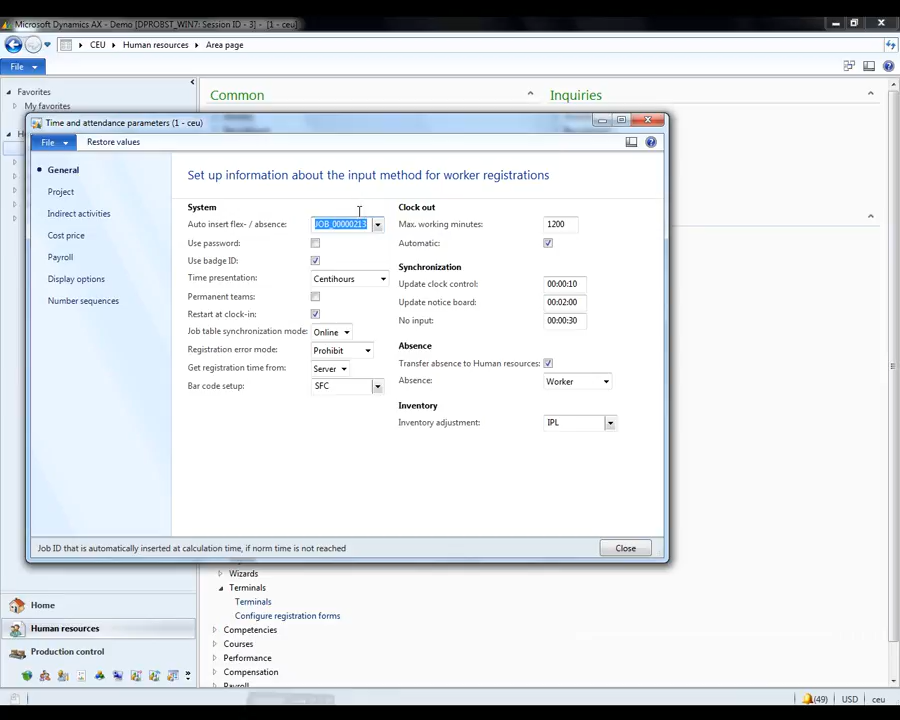 Microsoft Dynamics AX - Demo [DPROBST_WIN7: Session ID - 3] - [1 - ceu]
CEU Human resources Area page
File
Favorites
My favorites
Common
Inquiries
Time and attendance parameters (1 - ceu)
File Restore values
General
Project
Indirect activities
Cost price
Payroll
Display options
Number sequences
Set up information about the input method for worker registrations
System
Auto insert flex- / absence: JOB_00000213
Use password:
Use badge ID:
Time presentation: Centihours
Permanent teams:
Restart at clock-in:
Job table synchronization mode: Online
Registration error mode: Prohibit
Get registration time from: Server
Bar code setup: SFC
Clock out
Max. working minutes: 1200
Automatic:
Synchronization
Update clock control: 00:00:10
Update notice board: 00:02:00
No input: 00:00:30
Absence
Transfer absence to Human resources:
Absence: Worker
Inventory
Inventory adjustment: IPL
Job ID that is automatically inserted at calculation time, if norm time is not reached
Close
Wizards
Terminals
Terminals
Configure registration forms
Competencies
Courses
Performance
Compensation
Payroll
Home
Human resources
Production control
(49) USD ceu